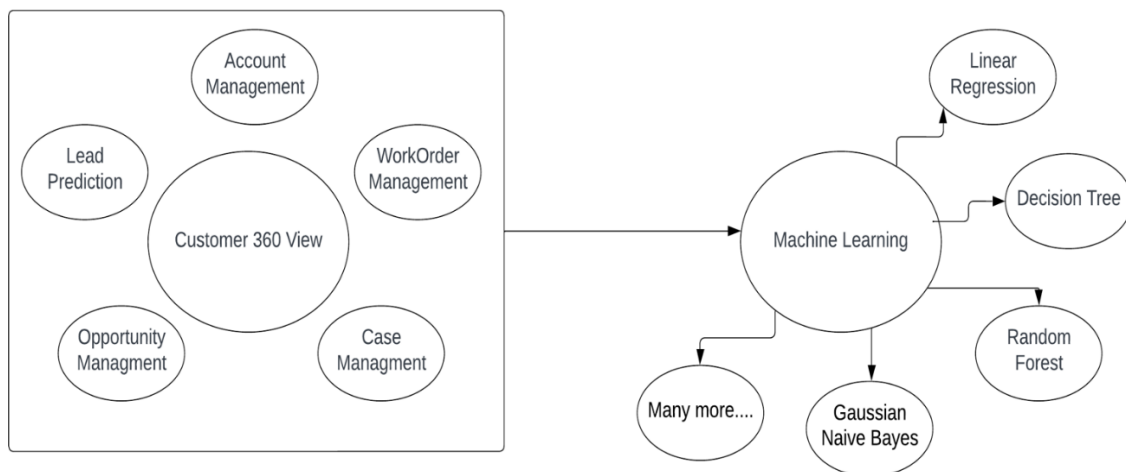 Account
Management
Lead
Prediction
WorkOrder
Management
Customer 360 View
Opportunity
Managment
Case
Managment
Machine Learning
Linear
Regression
Decision Tree
Random
Forest
Gaussian
Naive Bayes
Many more....